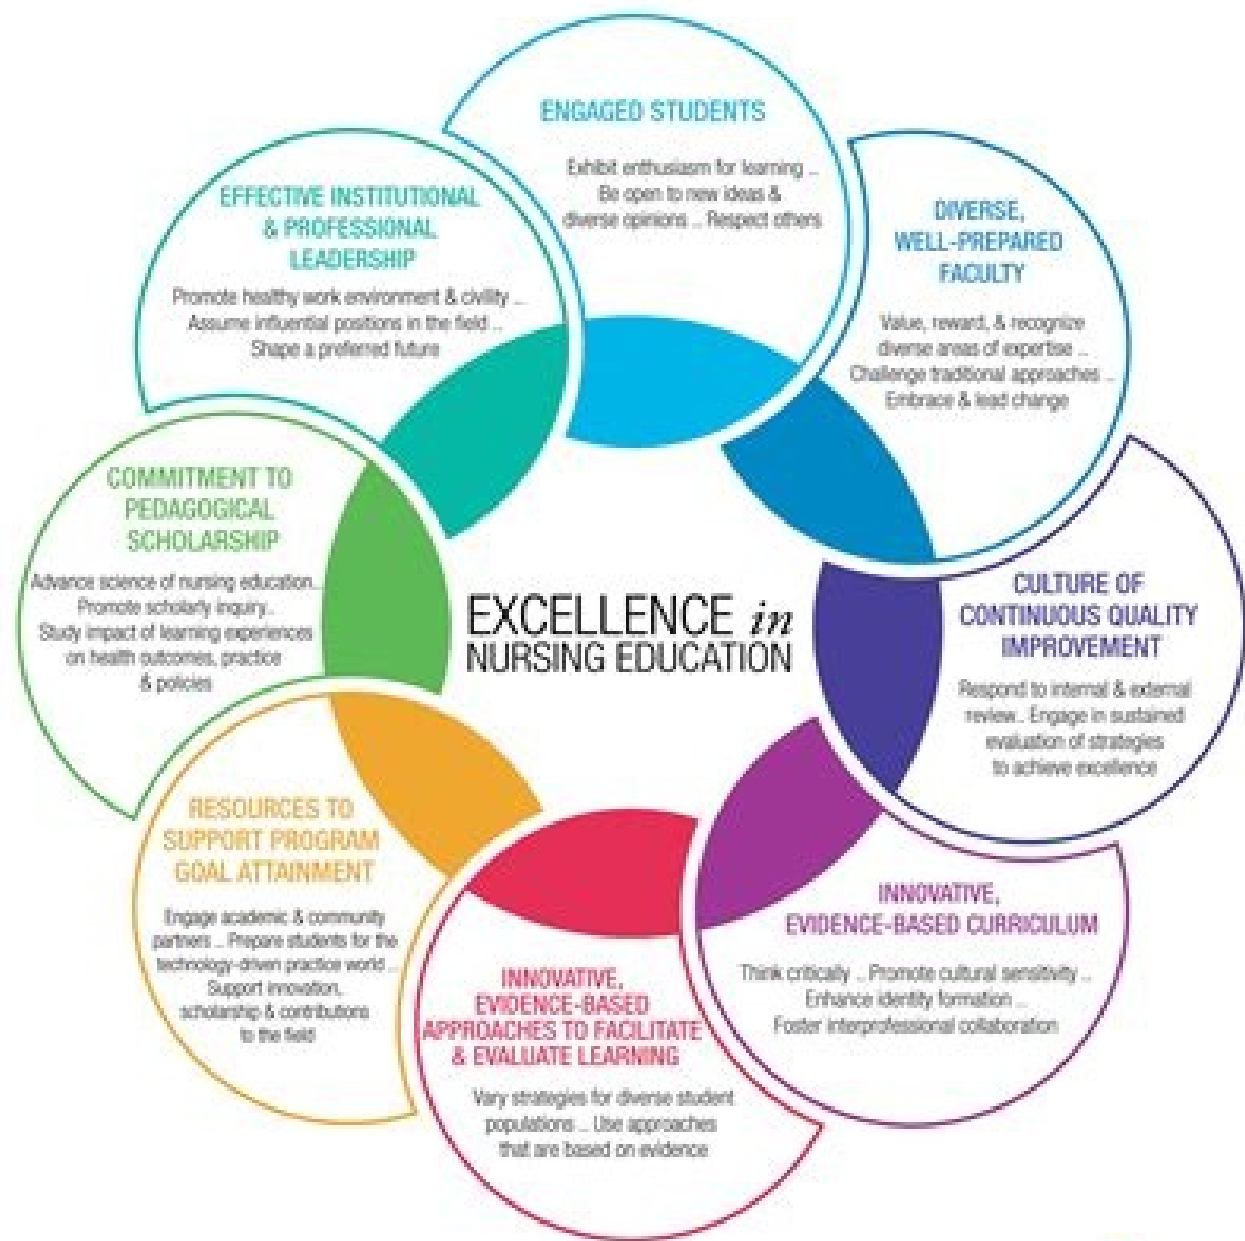 ENGAGED STUDENTS
Exhibit enthusiasm for learning ...
Be open to new ideas &
diverse opinions ... Respect others
DIVERSE,
WELL-PREPARED
FACULTY
Value, reward, & recognize
diverse areas of expertise ...
Challenge traditional approaches ...
Embrace & lead change
CULTURE OF
CONTINUOUS QUALITY
IMPROVEMENT
Respond to internal & external
review... Engage in sustained
evaluation of strategies
to achieve excellence
INNOVATIVE,
EVIDENCE-BASED CURRICULUM
Think critically ... Promote cultural sensitivity ...
Enhance identity formation ...
Foster interprofessional collaboration
INNOVATIVE,
EVIDENCE-BASED
APPROACHES TO FACILITATE
& EVALUATE LEARNING
Vary strategies for diverse student
populations ... Use approaches
that are based on evidence
RESOURCES TO
SUPPORT PROGRAM
GOAL ATTAINMENT
Engage academic & community
partners ... Prepare students for the
technology-driven practice world ...
Support innovation,
scholarship & contributions
to the field
COMMITMENT TO
PEDAGOGICAL
SCHOLARSHIP
Advance science of nursing education...
Promote scholarly inquiry...
Study impact of learning experiences
on health outcomes, practice
& policies
EFFECTIVE INSTITUTIONAL
& PROFESSIONAL
LEADERSHIP
Promote healthy work environment & civility ...
Assume influential positions in the field ...
Shape a preferred future
EXCELLENCE in
NURSING EDUCATION